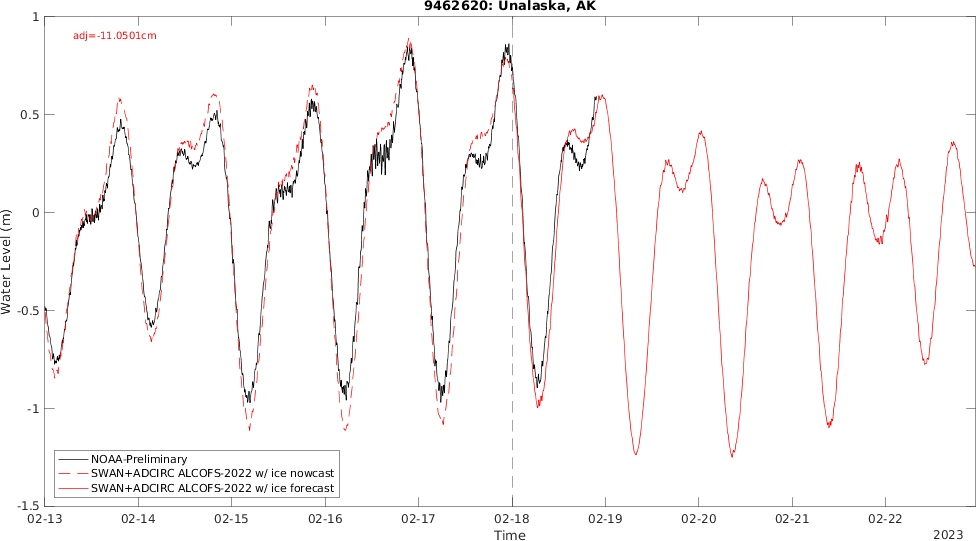 9462620: Unalaska, AK
adj=-11.0501cm
1
0.5
0
-0.5
-1
-1.5
Water Level (m)
NOAA-Preliminary
SWAN+ADCIRC ALCOFS-2022 w/ ice nowcast
SWAN+ADCIRC ALCOFS-2022 w/ ice forecast
02-13 02-14 02-15 02-16 02-17 02-18 02-19 02-20 02-21 02-22
Time
2023